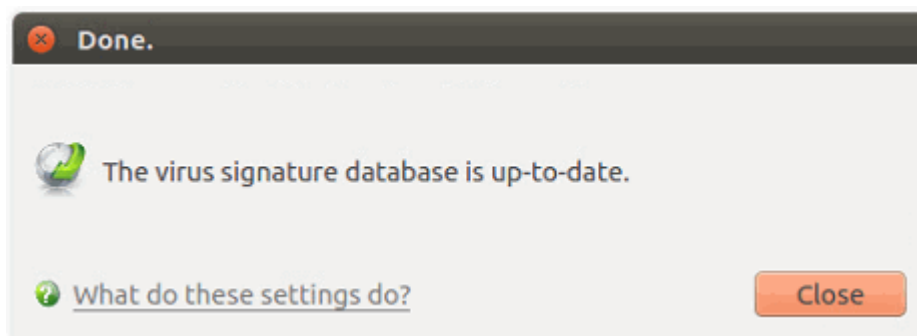 Done.
The virus signature database is up-to-date.
What do these settings do?
Close